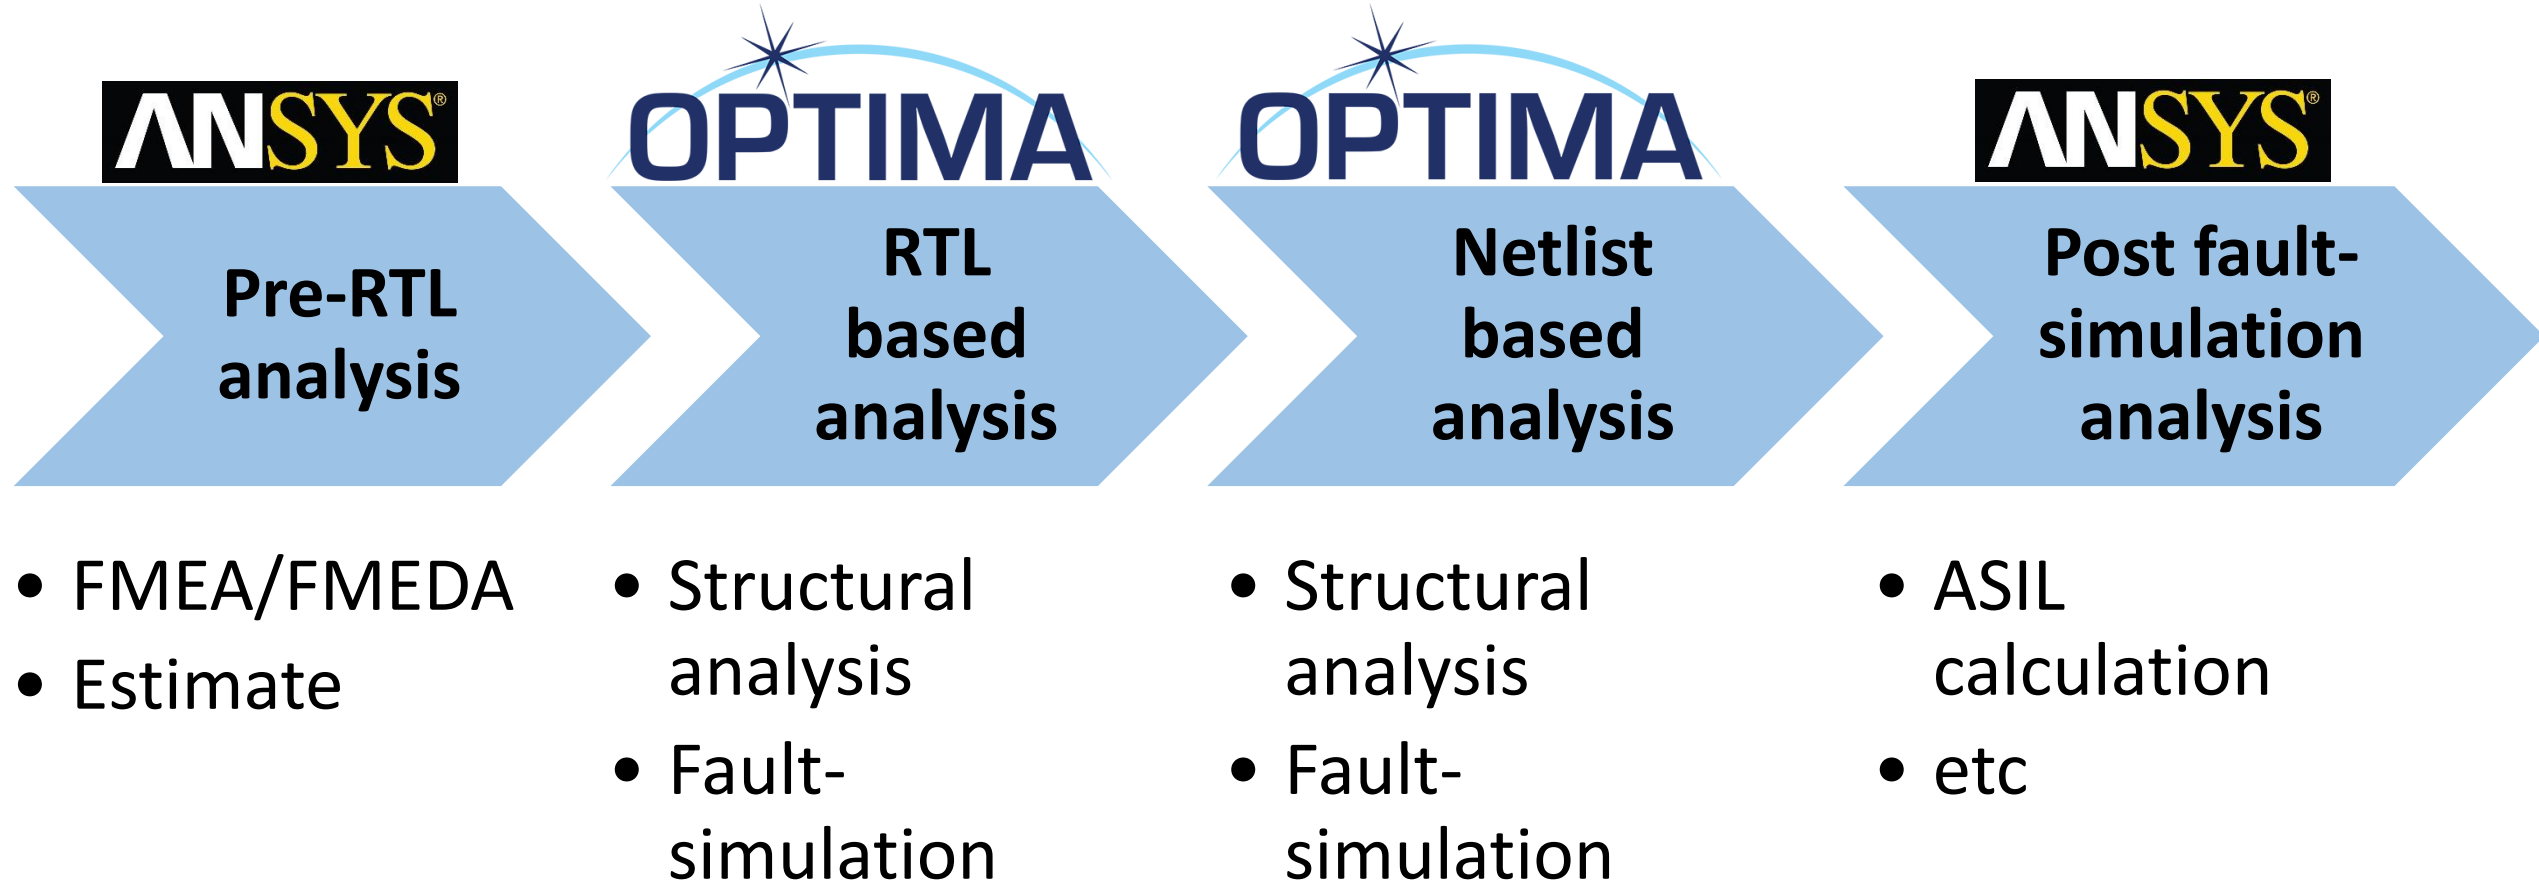 ANSYS®
Pre-RTL
analysis
• FMEA/FMEDA
• Estimate
OPTIMA
RTL
based
analysis
• Structural
analysis
• Fault-
simulation
OPTIMA
Netlist
based
analysis
• Structural
analysis
• Fault-
simulation
ANSYS®
Post fault-
simulation
analysis
• ASIL
calculation
• etc